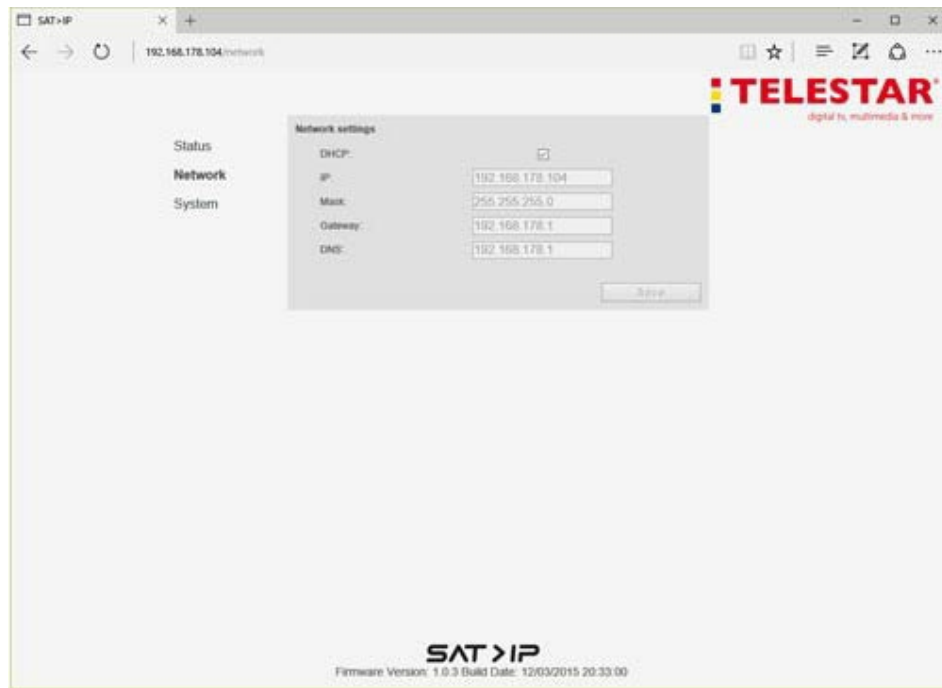 SAT>IP
192.168.178.104/network
TELESTAR
digital tv, multimedia & more
Status
Network
System
Network settings
DHCP:
IP: 192.168.178.104
Mask: 255.255.255.0
Gateway: 192.168.178.1
DNS: 192.168.178.1
Save
SAT>IP
Firmware Version: 1.0.3 Build Date: 12/03/2015 20:33:00